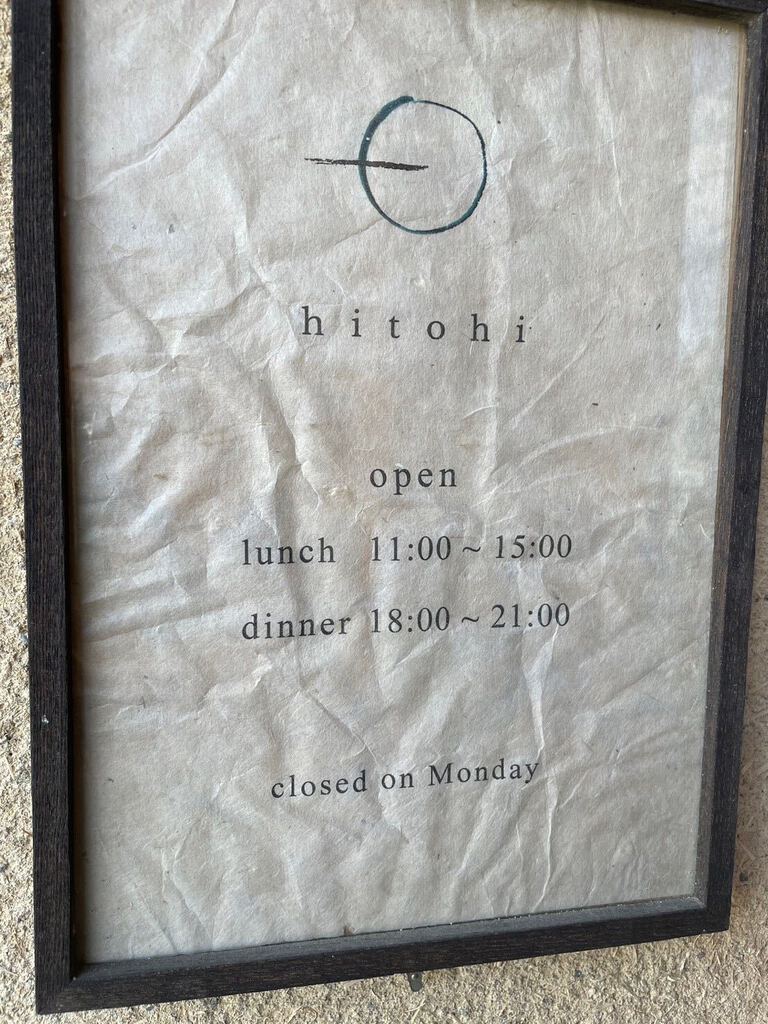 hitohi
open
lunch 11:00 ~ 15:00
dinner 18:00 ~ 21:00
closed on Monday